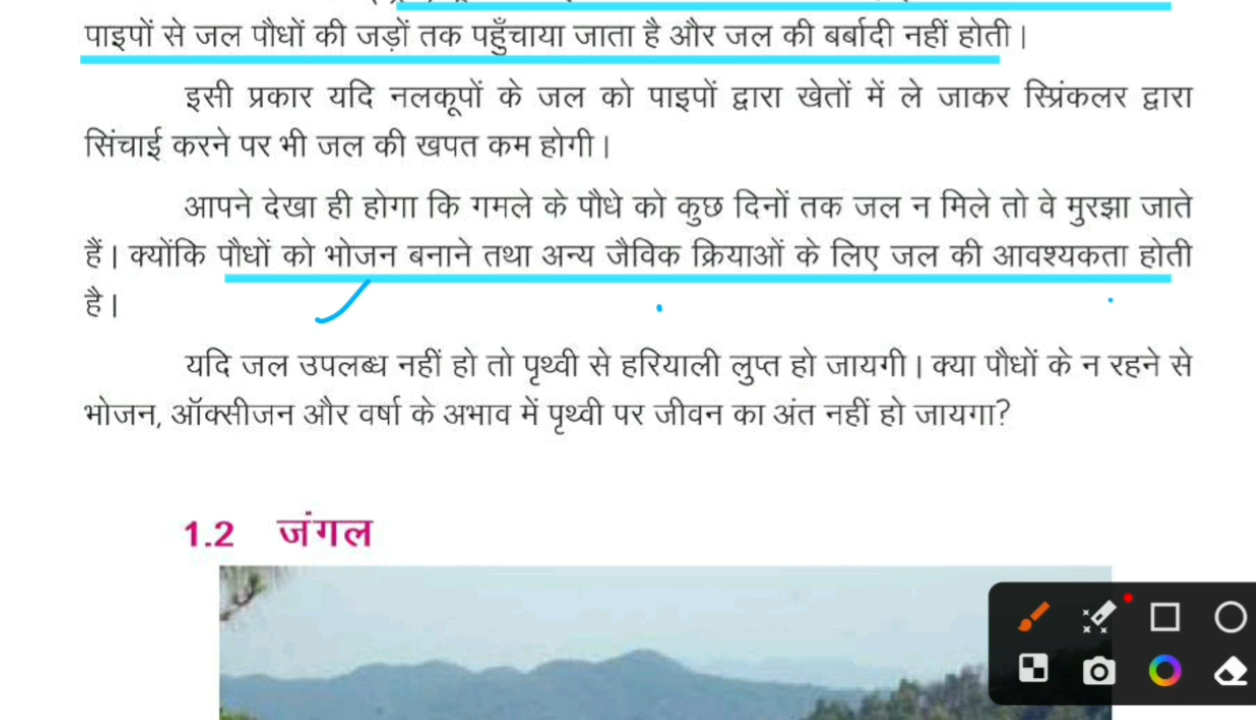 पाइपों से जल पौधों की जड़ों तक पहुँचाया जाता है और जल की बर्बादी नहीं होती।
इसी प्रकार यदि नलकूपों के जल को पाइपों द्वारा खेतों में ले जाकर स्प्रिंकलर द्वारा
सिंचाई करने पर भी जल की खपत कम होगी।
आपने देखा ही होगा कि गमले के पौधे को कुछ दिनों तक जल न मिले तो वे मुरझा जाते
हैं। क्योंकि पौधों को भोजन बनाने तथा अन्य जैविक क्रियाओं के लिए जल की आवश्यकता होती
है।
यदि जल उपलब्ध नहीं हो तो पृथ्वी से हरियाली लुप्त हो जायगी। क्या पौधों के न रहने से
भोजन, ऑक्सीजन और वर्षा के अभाव में पृथ्वी पर जीवन का अंत नहीं हो जायगा?
1.2 जंगल